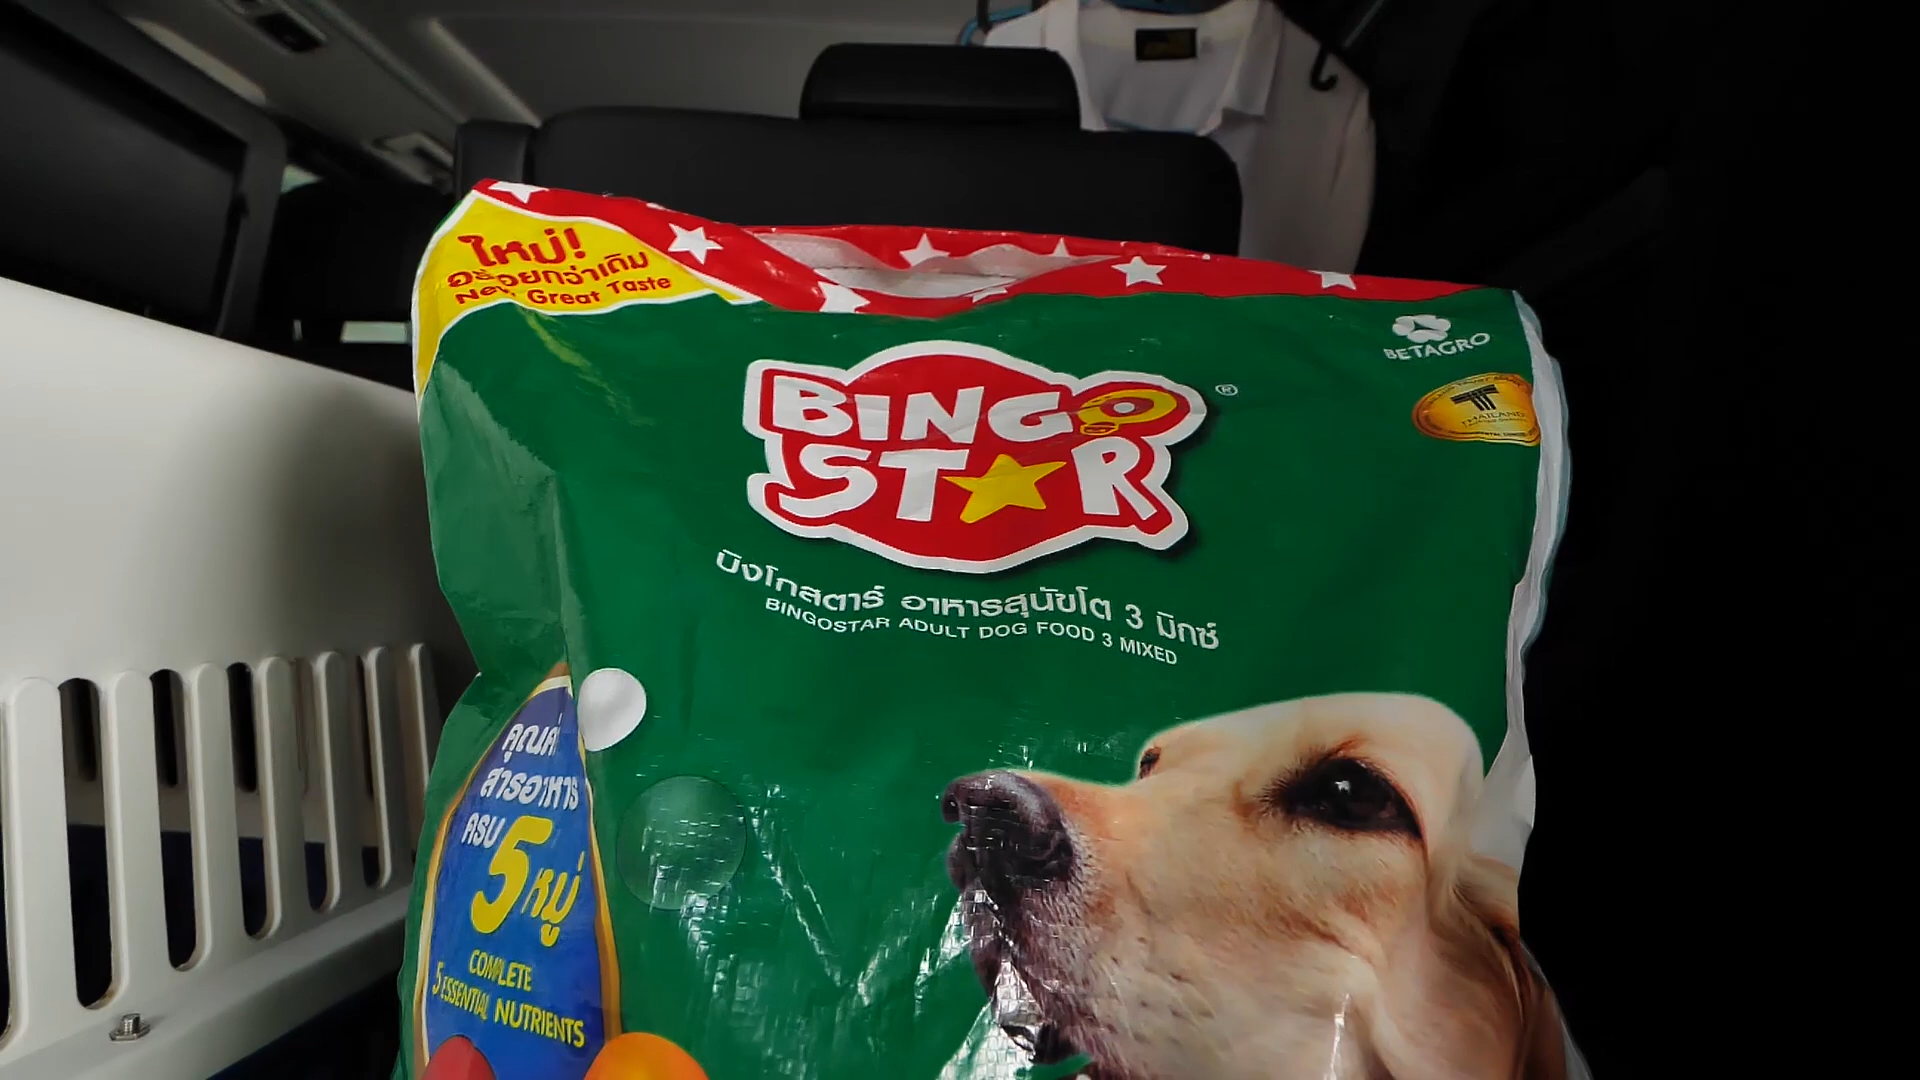 ใหม่!
อร่อยกว่าเดิม
New, Great Taste
BETAGRO
BINGO
STAR
®
THAILAND
บิงโกสตาร์ อาหารสุนัขโต 3 มิกซ์
BINGOSTAR ADULT DOG FOOD 3 MIXED
คุณค่า
สารอาหาร
ครบ
5 หมู่
COMPLETE
5 ESSENTIAL NUTRIENTS